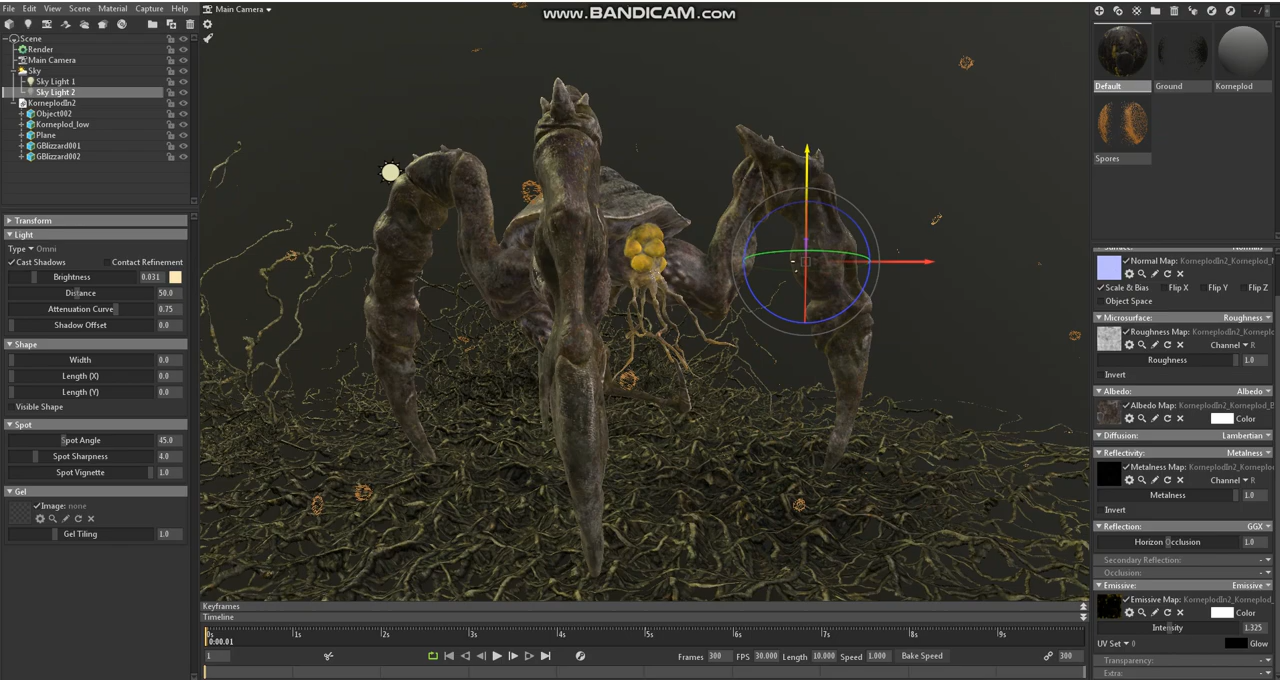 File Edit View Scene Material Capture Help
Main Camera
www.BANDICAM.com
Scene
Render
Main Camera
Sky
Sky Light 1
Sky Light 2
KorneplodIn2
Object002
Korneplod_low
Plane
GBlizzard001
GBlizzard002
Default Ground Korneplod
Spores
Transform
Light
Type Omni
Cast Shadows Contact Refinement
Brightness 0.031
Distance 50.0
Attenuation Curve 0.75
Shadow Offset 0.0
Shape
Width 0.0
Length (X) 0.0
Length (Y) 0.0
Visible Shape
Spot
Spot Angle 45.0
Spot Sharpness 4.0
Spot Vignette 1.0
Gel
Image: none
Gel Tiling 1.0
Normal Map: KorneplodIn2_Korneplod_
Scale & Bias Flip X Flip Y Flip Z
Object Space
Microsurface: Roughness
Roughness Map: KorneplodIn2_Korneplod_
Channel R
Roughness 1.0
Invert
Albedo: Albedo
Albedo Map: KorneplodIn2_Korneplod_B
Color
Diffusion: Lambertian
Reflectivity: Metalness
Metalness Map: KorneplodIn2_Korneplod_
Channel R
Metalness 1.0
Invert
Reflection: GGX
Horizon Occlusion 1.0
Secondary Reflection:
Occlusion:
Emissive: Emissive
Emissive Map: KorneplodIn2_Korneplod_
Color
Intensity 1.325
UV Set 0 Glow
Transparency:
Extra:
Keyframes
Timeline
0s 1s 2s 3s 4s 5s 6s 7s 8s 9s
0:00.01
1 Frames 300 FPS 30.000 Length 10.000 Speed 1.000 Bake Speed 300